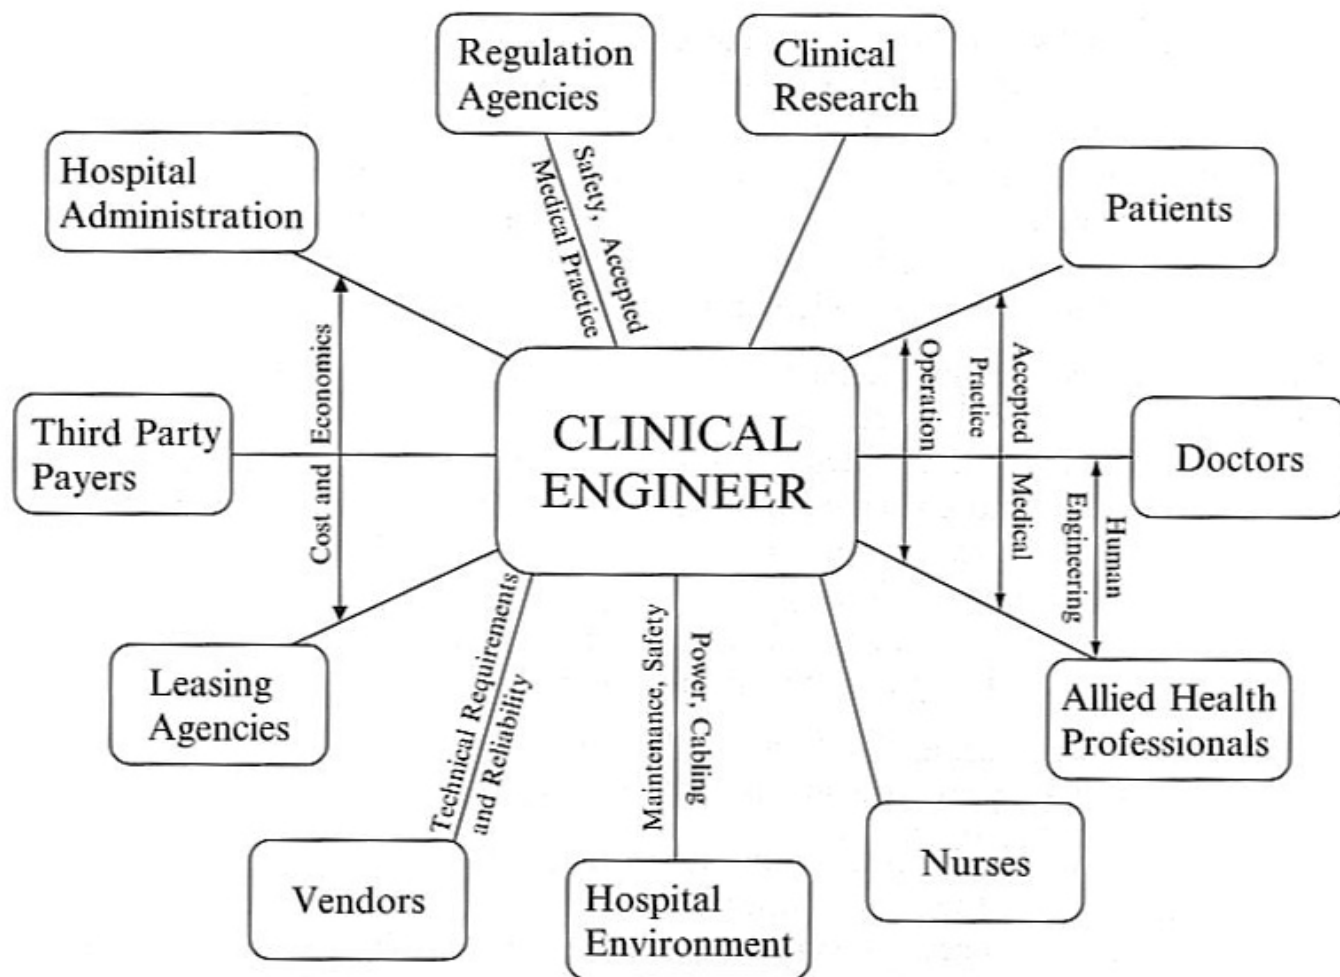 Regulation
Agencies
Clinical
Research
Hospital
Administration
Patients
Safety, Accepted
Medical Practice
Third Party
Payers
Cost and Economics
CLINICAL
ENGINEER
Operation
Accepted Medical
Practice
Doctors
Human
Engineering
Leasing
Agencies
Technical Requirements
and Reliability
Maintenance, Safety
Power, Cabling
Allied Health
Professionals
Vendors
Hospital
Environment
Nurses